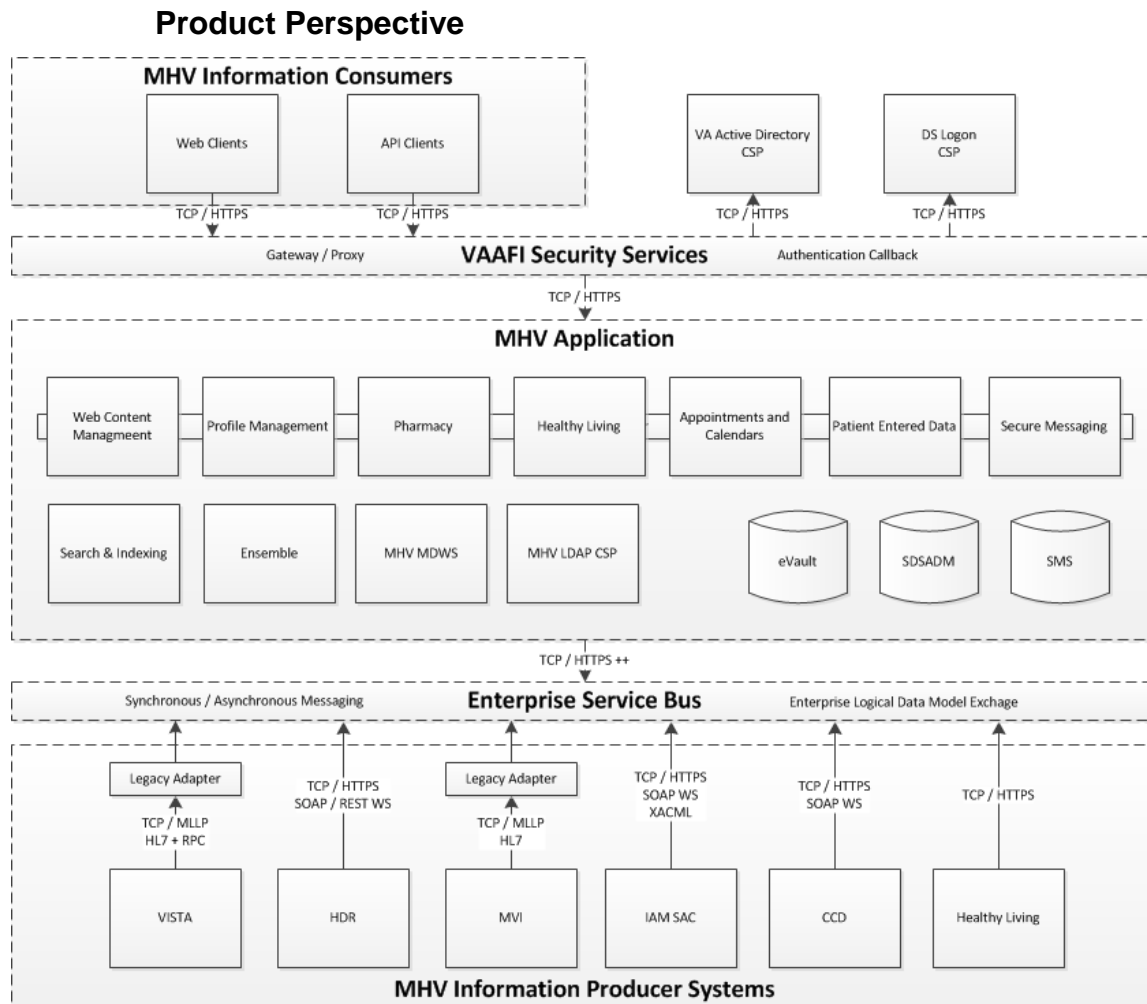 Product Perspective
MHV Information Consumers
Web Clients
API Clients
VA Active Directory
CSP
DS Logon
CSP
TCP / HTTPS
TCP / HTTPS
TCP / HTTPS
TCP / HTTPS
Gateway / Proxy
VAAFI Security Services
Authentication Callback
TCP / HTTPS
MHV Application
Web Content
Managmeent
Profile Management
Pharmacy
Healthy Living
Appointments and
Calendars
Patient Entered Data
Secure Messaging
Search & Indexing
Ensemble
MHV MDWS
MHV LDAP CSP
eVault
SDSADM
SMS
TCP / HTTPS ++
Synchronous / Asynchronous Messaging
Enterprise Service Bus
Enterprise Logical Data Model Exchage
Legacy Adapter
TCP / HTTPS
SOAP / REST WS
Legacy Adapter
TCP / HTTPS
SOAP WS
XACML
TCP / HTTPS
SOAP WS
TCP / HTTPS
TCP / MLLP
HL7 + RPC
TCP / MLLP
HL7
VISTA
HDR
MVI
IAM SAC
CCD
Healthy Living
MHV Information Producer Systems